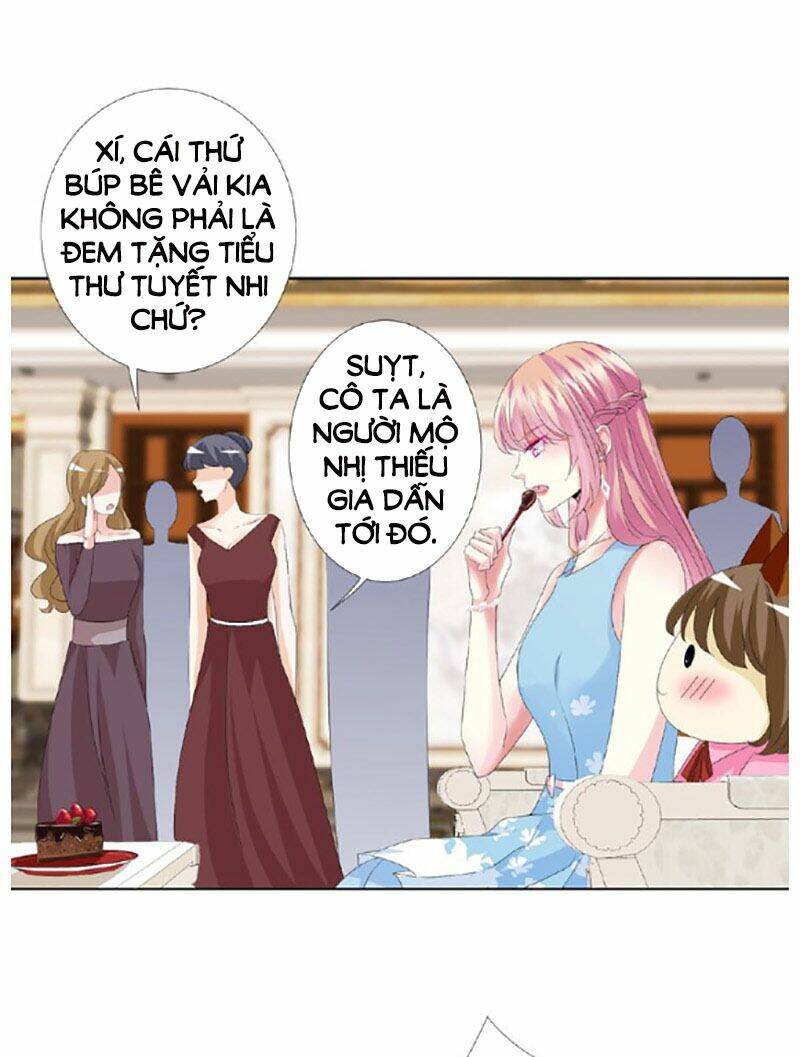 XÍ, CÁI THỨ
BÚP BÊ VẢI KIA
KHÔNG PHẢI LÀ
ĐEM TẶNG TIỂU
THƯ TUYẾT NHI
CHỨ?
SUỴT,
CÔ TA LÀ
NGƯỜI MỘ
NHỊ THIẾU
GIA DẪN
TỚI ĐÓ.